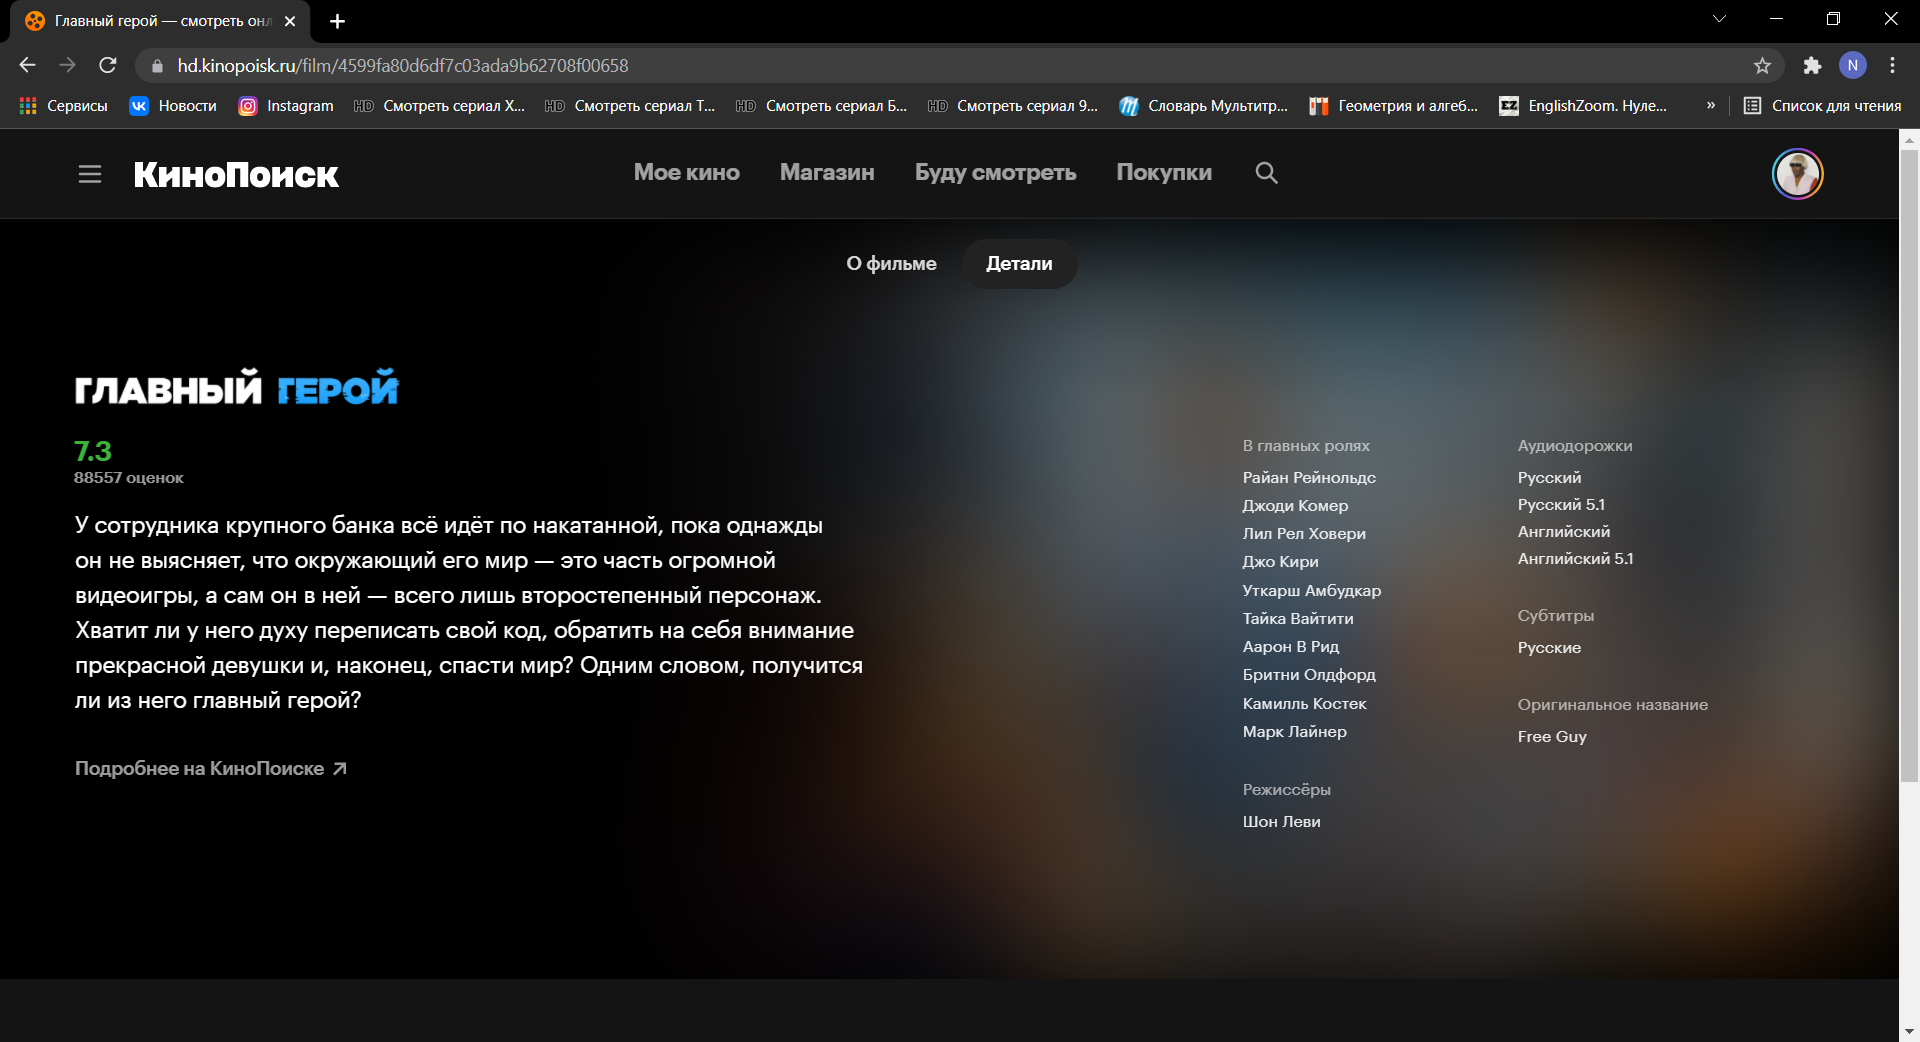 Главный герой — смотреть онл
hd.kinopoisk.ru/film/4599fa80d6df7c03ada9b62708f00658
N
Сервисы
Новости
Instagram
HD Смотреть сериал Х...
HD Смотреть сериал Т...
HD Смотреть сериал Б...
HD Смотреть сериал 9...
Словарь Мультитр...
Геометрия и алгеб...
EZ EnglishZoom. Нуле...
»
Список для чтения
КиноПоиск
Мое кино
Магазин
Буду смотреть
Покупки
О фильме
Детали
ГЛАВНЫЙ ГЕРОЙ
7.3
88557 оценок
У сотрудника крупного банка всё идёт по накатанной, пока однажды
он не выясняет, что окружающий его мир — это часть огромной
видеоигры, а сам он в ней — всего лишь второстепенный персонаж.
Хватит ли у него духу переписать свой код, обратить на себя внимание
прекрасной девушки и, наконец, спасти мир? Одним словом, получится
ли из него главный герой?
Подробнее на КиноПоиске
В главных ролях
Райан Рейнольдс
Джоди Комер
Лил Рел Ховери
Джо Кири
Уткарш Амбудкар
Тайка Вайтити
Аарон В Рид
Бритни Олдфорд
Камилль Костек
Марк Лайнер
Режиссёры
Шон Леви
Аудиодорожки
Русский
Русский 5.1
Английский
Английский 5.1
Субтитры
Русские
Оригинальное название
Free Guy